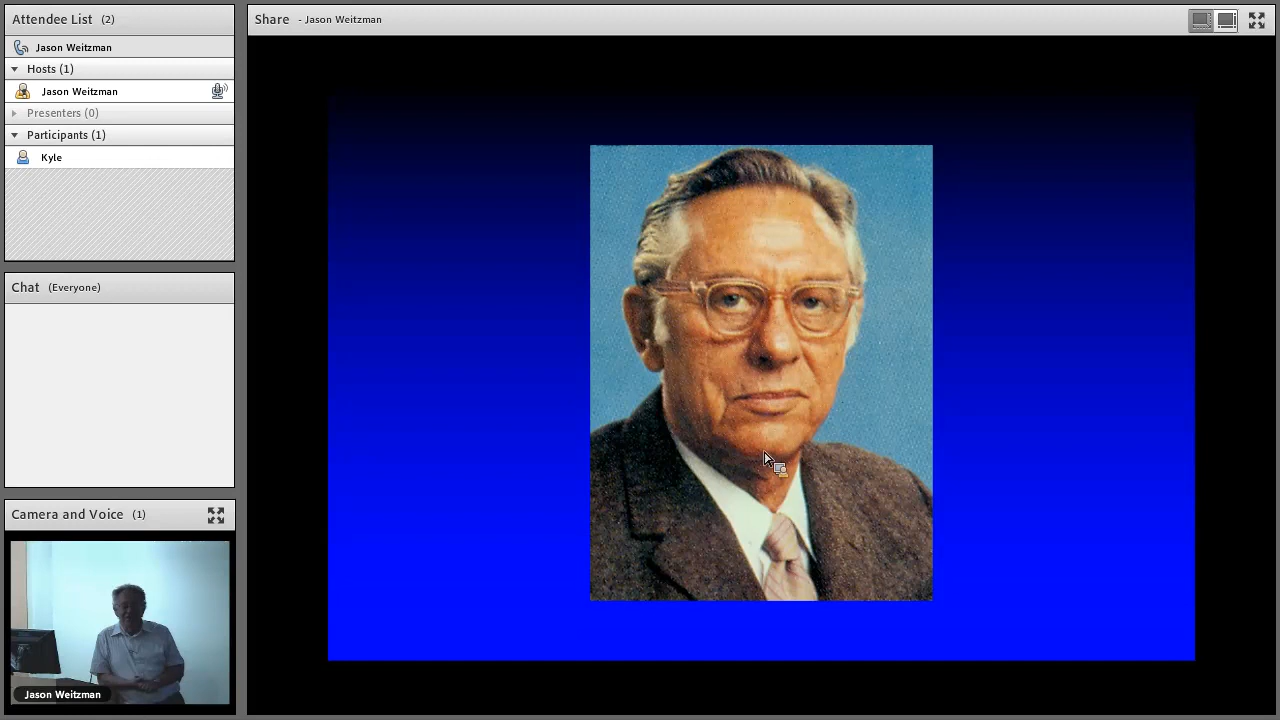 Attendee List (2)
Jason Weitzman
Hosts (1)
Jason Weitzman
Presenters (0)
Participants (1)
Kyle
Chat (Everyone)
Camera and Voice (1)
Jason Weitzman
Share - Jason Weitzman